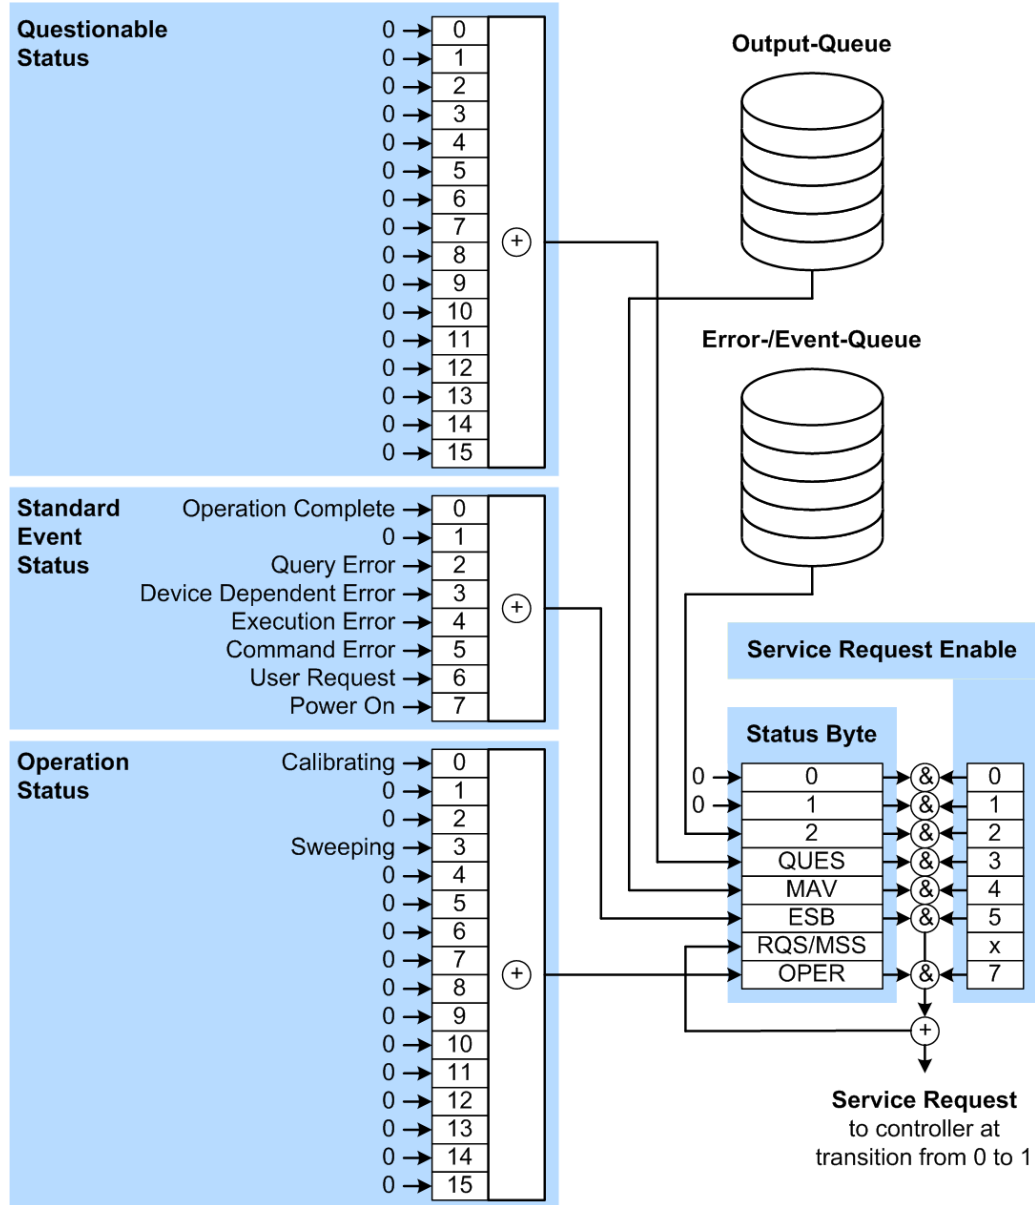 Questionable
Status
0 0
0 1
0 2
0 3
0 4
0 5
0 6
0 7
0 8
0 9
0 10
0 11
0 12
0 13
0 14
0 15
+
Standard
Event
Status
Operation Complete 0
0 1
Query Error 2
Device Dependent Error 3
Execution Error 4
Command Error 5
User Request 6
Power On 7
+
Operation
Status
Calibrating 0
0 1
0 2
Sweeping 3
0 4
0 5
0 6
0 7
0 8
0 9
0 10
0 11
0 12
0 13
0 14
0 15
+
Output-Queue
Error-/Event-Queue
Service Request Enable
Status Byte
0 0 & 0
0 1 & 1
2 & 2
QUES & 3
MAV & 4
ESB & 5
RQS/MSS x
OPER & 7
+
Service Request
to controller at
transition from 0 to 1